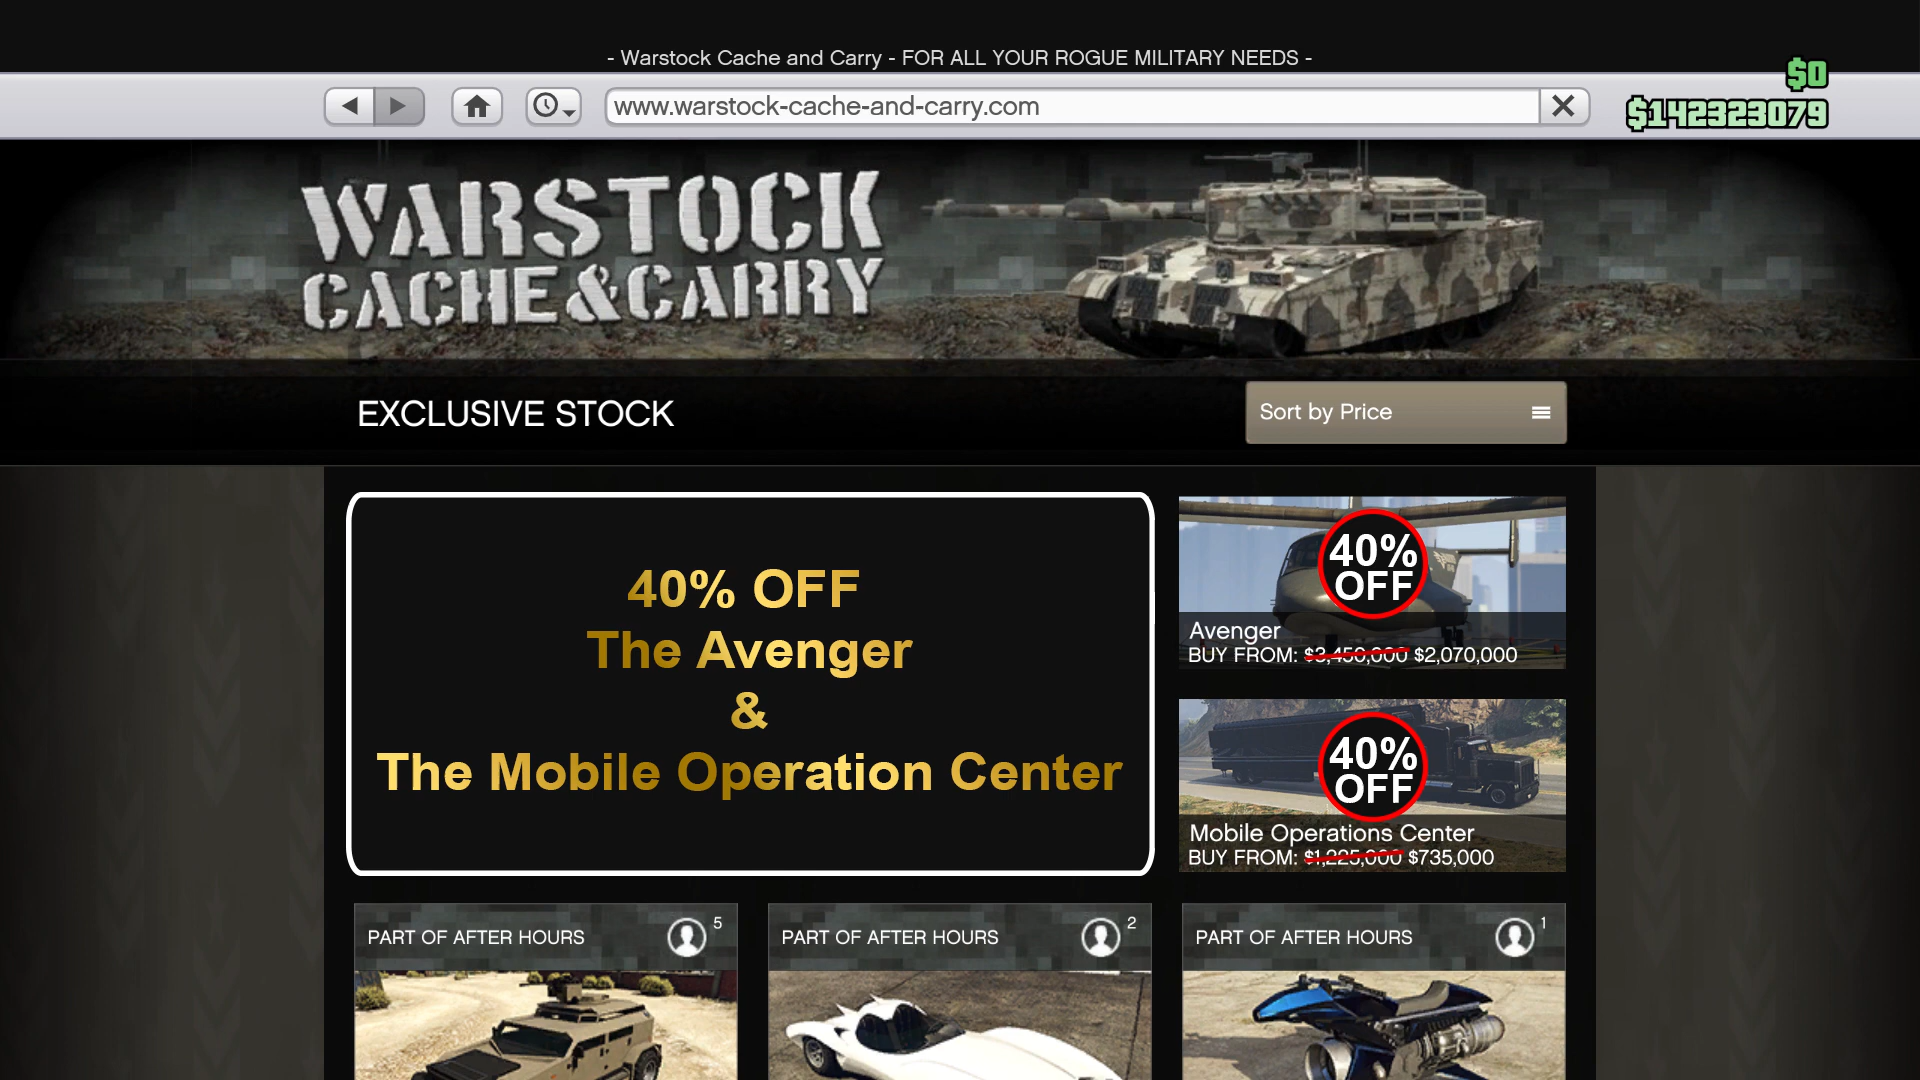 - Warstock Cache and Carry - FOR ALL YOUR ROGUE MILITARY NEEDS -
$0
www.warstock-cache-and-carry.com
$142323079
WARSTOCK
CACHE&CARRY
EXCLUSIVE STOCK
Sort by Price
40% OFF
The Avenger
&
The Mobile Operation Center
40%
OFF
Avenger
BUY FROM: $3,450,000 $2,070,000
40%
OFF
Mobile Operations Center
BUY FROM: $1,225,000 $735,000
PART OF AFTER HOURS 5
PART OF AFTER HOURS 2
PART OF AFTER HOURS 1